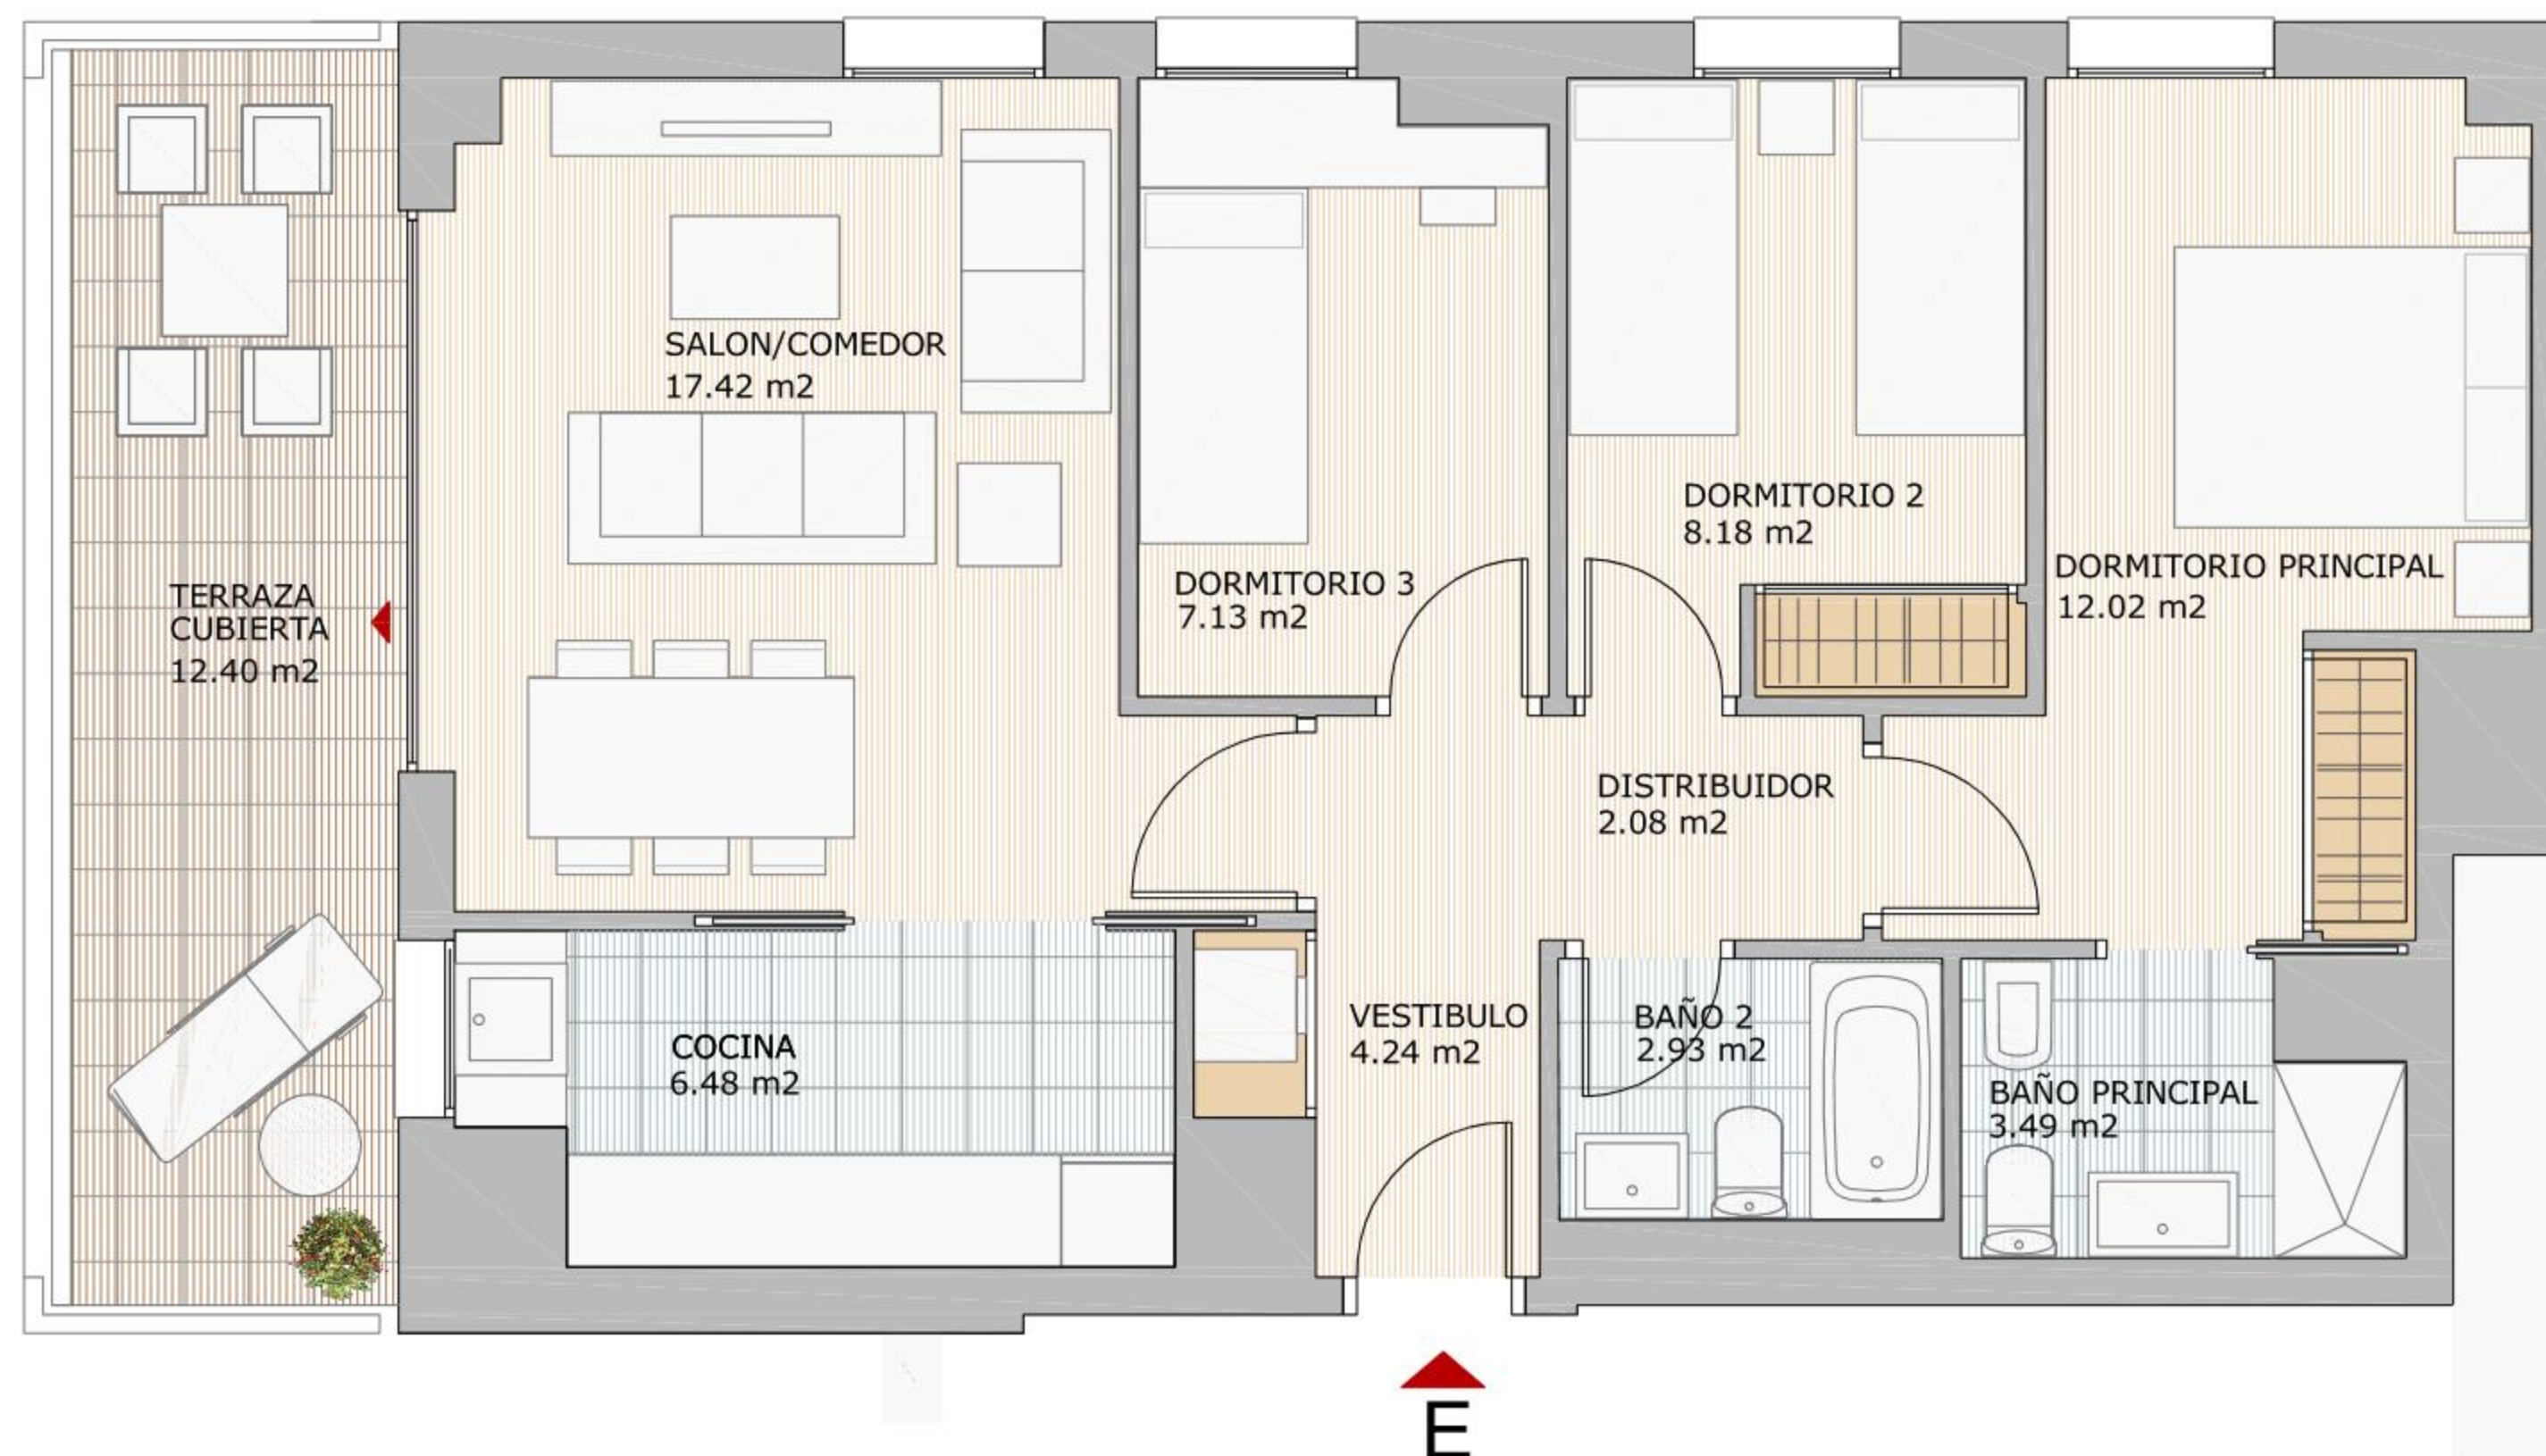 SALON/COMEDOR
17.42 m2
DORMITORIO 2
8.18 m2
DORMITORIO 3
7.13 m2
DORMITORIO PRINCIPAL
12.02 m2
TERRAZA
CUBIERTA
12.40 m2
DISTRIBUIDOR
2.08 m2
COCINA
6.48 m2
VESTIBULO
4.24 m2
BAÑO 2
2.93 m2
BAÑO PRINCIPAL
3.49 m2
E